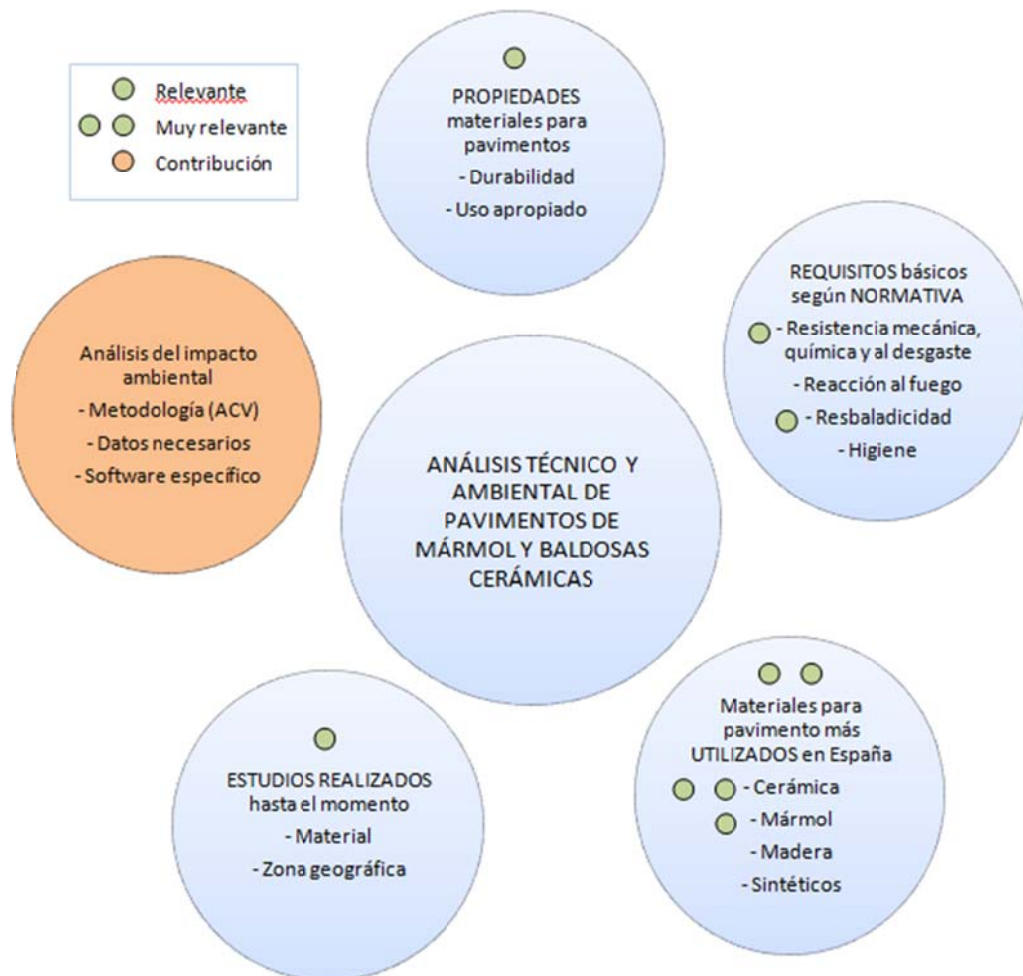 Relevante
Muy relevante
Contribución
PROPIEDADES
materiales para
pavimentos
- Durabilidad
- Uso apropiado
REQUISITOS básicos
según NORMATIVA
- Resistencia mecánica,
química y al desgaste
- Reacción al fuego
- Resbaladicidad
- Higiene
Análisis del impacto
ambiental
- Metodología (ACV)
- Datos necesarios
- Software específico
ANÁLISIS TÉCNICO Y
AMBIENTAL DE
PAVIMENTOS DE
MÁRMOL Y BALDOSAS
CERÁMICAS
Materiales para
pavimento más
UTILIZADOS en España
- Cerámica
- Mármol
- Madera
- Sintéticos
ESTUDIOS REALIZADOS
hasta el momento
- Material
- Zona geográfica